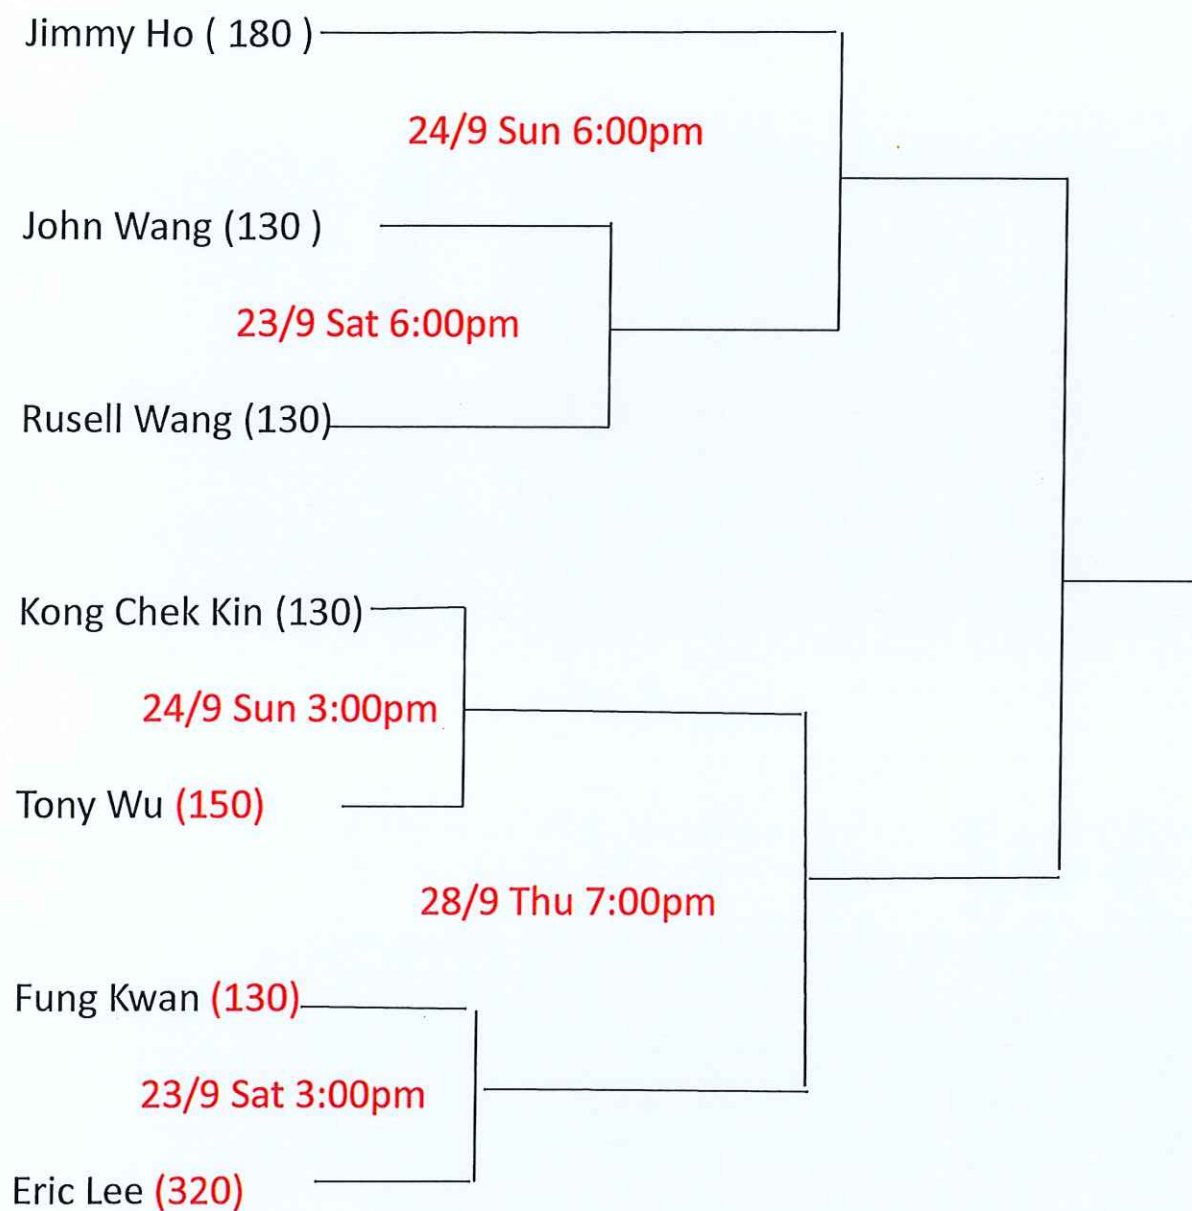 Jimmy Ho ( 180 )
24/9 Sun 6:00pm
John Wang (130 )
23/9 Sat 6:00pm
Rusell Wang (130)
Kong Chek Kin (130)
24/9 Sun 3:00pm
Tony Wu (150)
28/9 Thu 7:00pm
Fung Kwan (130)
23/9 Sat 3:00pm
Eric Lee (320)